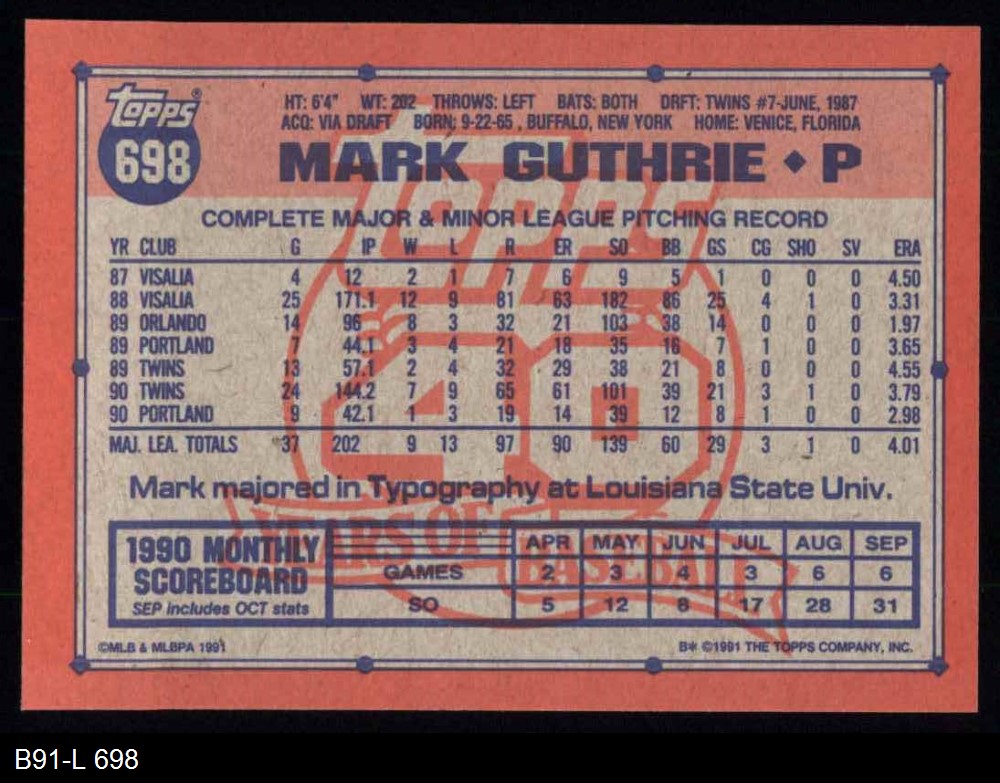 Topps®
698
HT: 6'4" WT: 202 THROWS: LEFT BATS: BOTH DRFT: TWINS #7-JUNE, 1987
ACQ: VIA DRAFT BORN: 9-22-65 , BUFFALO, NEW YORK HOME: VENICE, FLORIDA
MARK GUTHRIE ◆ P
COMPLETE MAJOR & MINOR LEAGUE PITCHING RECORD
YR CLUB G IP W L R ER SO BB GS CG SHO SV ERA
87 VISALIA 4 12 2 1 7 6 9 5 1 0 0 0 4.50
88 VISALIA 25 171.1 12 9 81 63 182 86 25 4 1 0 3.31
89 ORLANDO 14 96 8 3 32 21 103 38 14 0 0 0 1.97
89 PORTLAND 7 44.1 3 4 21 18 35 16 7 1 0 0 3.65
89 TWINS 13 57.1 2 4 32 29 38 21 8 0 0 0 4.55
90 TWINS 24 144.2 7 9 65 61 101 39 21 3 1 0 3.79
90 PORTLAND 9 42.1 1 3 19 14 39 12 8 1 0 0 2.98
MAJ. LEA. TOTALS 37 202 9 13 97 90 139 60 29 3 1 0 4.01
Mark majored in Typography at Louisiana State Univ.
Topps
40
YEARS OF BASEBALL
1990 MONTHLY
SCOREBOARD
SEP includes OCT stats
APR MAY JUN JUL AUG SEP
GAMES 2 3 4 3 6 6
SO 5 12 8 17 28 31
©MLB & MLBPA 1991 B* ©1991 THE TOPPS COMPANY, INC.
B91-L 698